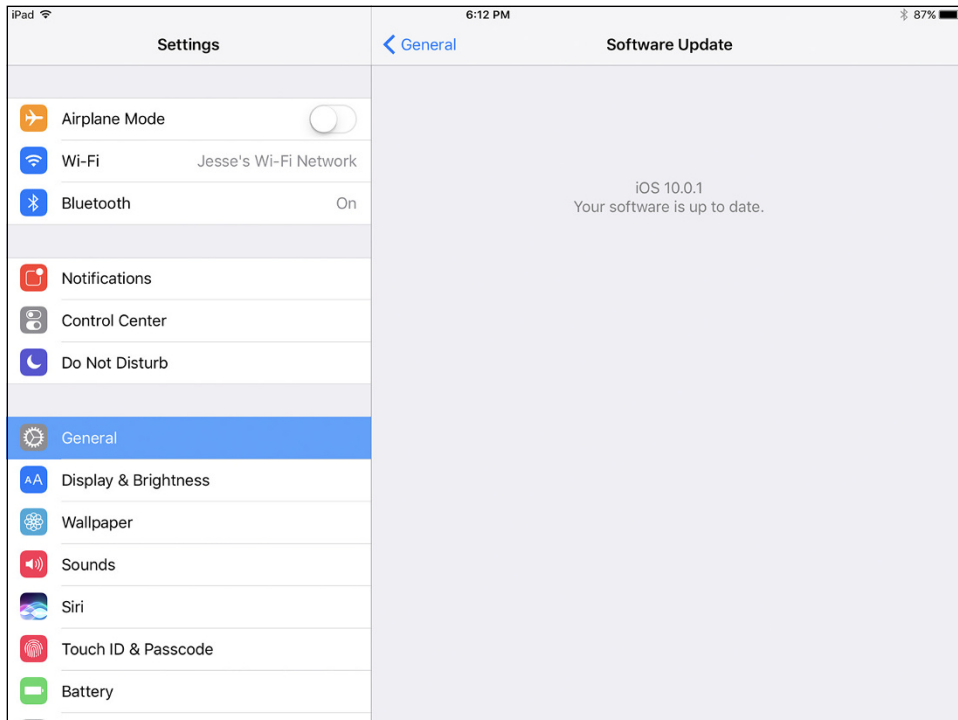 iPad 6:12 PM 87%
Settings
General Software Update
Airplane Mode
Wi-Fi Jesse's Wi-Fi Network
Bluetooth On
iOS 10.0.1
Your software is up to date.
Notifications
Control Center
Do Not Disturb
General
AA Display & Brightness
Wallpaper
Sounds
Siri
Touch ID & Passcode
Battery